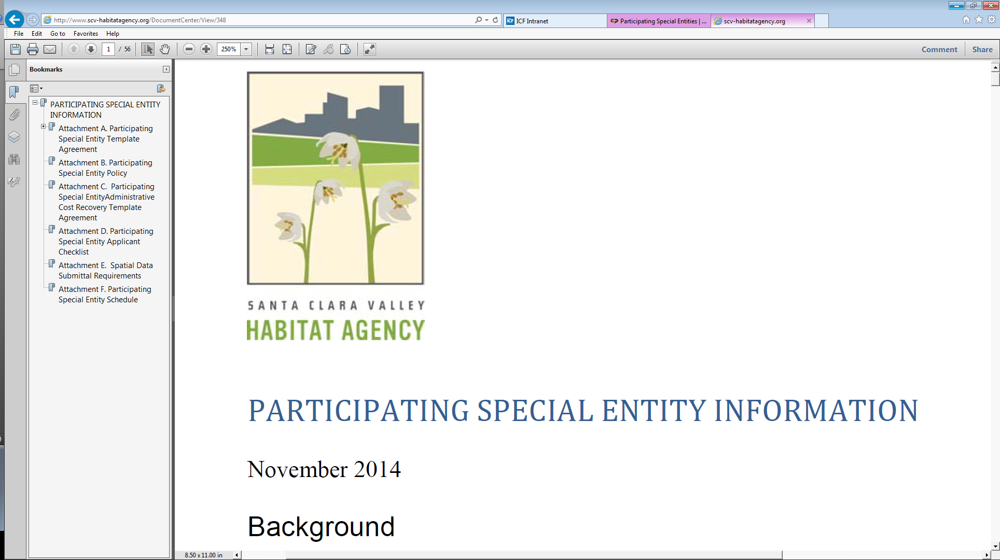 http://www.scv-habitatagency.org/DocumentCenter/View/348
ICF ICF Intranet
Participating Special Entities | ...
scv-habitatagency.org
File Edit Go to Favorites Help
1 / 56
250%
Comment
Share
Bookmarks
PARTICIPATING SPECIAL ENTITY
INFORMATION
Attachment A. Participating
Special Entity Template
Agreement
Attachment B. Participating
Special Entity Policy
Attachment C.  Participating
Special EntityAdministrative
Cost Recovery Template
Agreement
Attachment D. Participating
Special Entity Applicant
Checklist
Attachment E.  Spatial Data
Submittal Requirements
Attachment F. Participating
Special Entity Schedule
SANTA CLARA VALLEY
HABITAT AGENCY
PARTICIPATING SPECIAL ENTITY INFORMATION
November 2014
Background
8.50 x 11.00 in